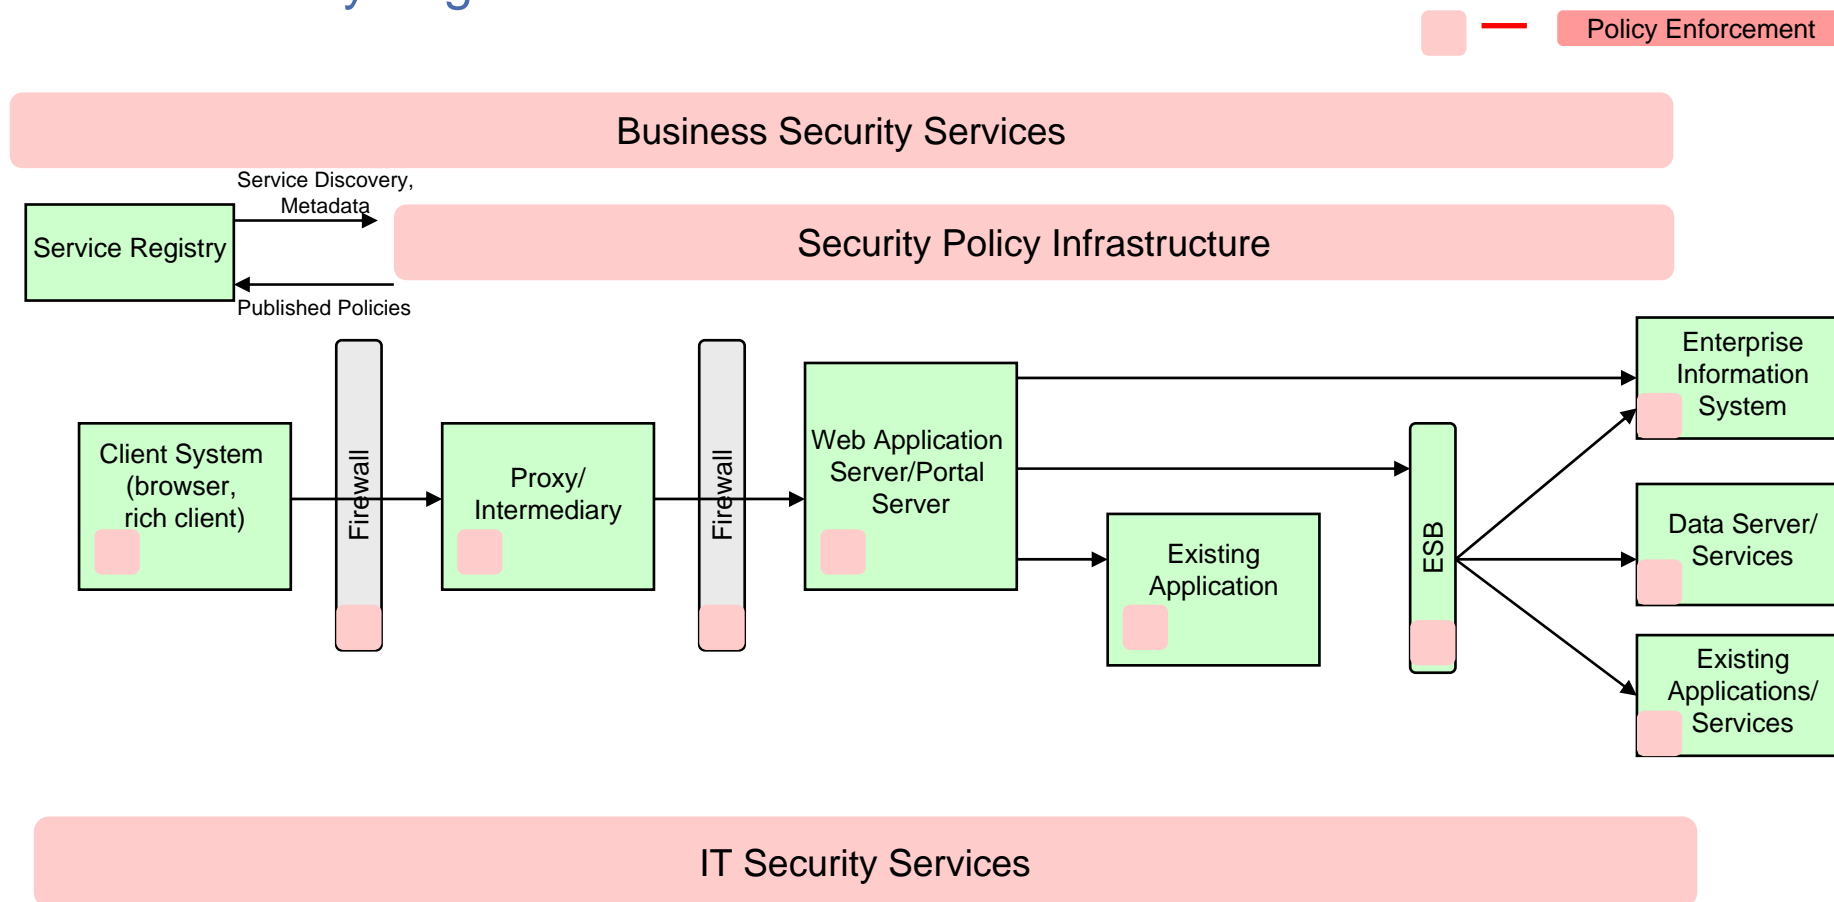 Policy Enforcement
Business Security Services
Service Discovery,
Metadata
Service Registry
Security Policy Infrastructure
Published Policies
Enterprise
Information
System
Client System
(browser,
rich client)
Firewall
Proxy/
Intermediary
Firewall
Web Application
Server/Portal
Server
Existing
Application
ESB
Data Server/
Services
Existing
Applications/
Services
IT Security Services